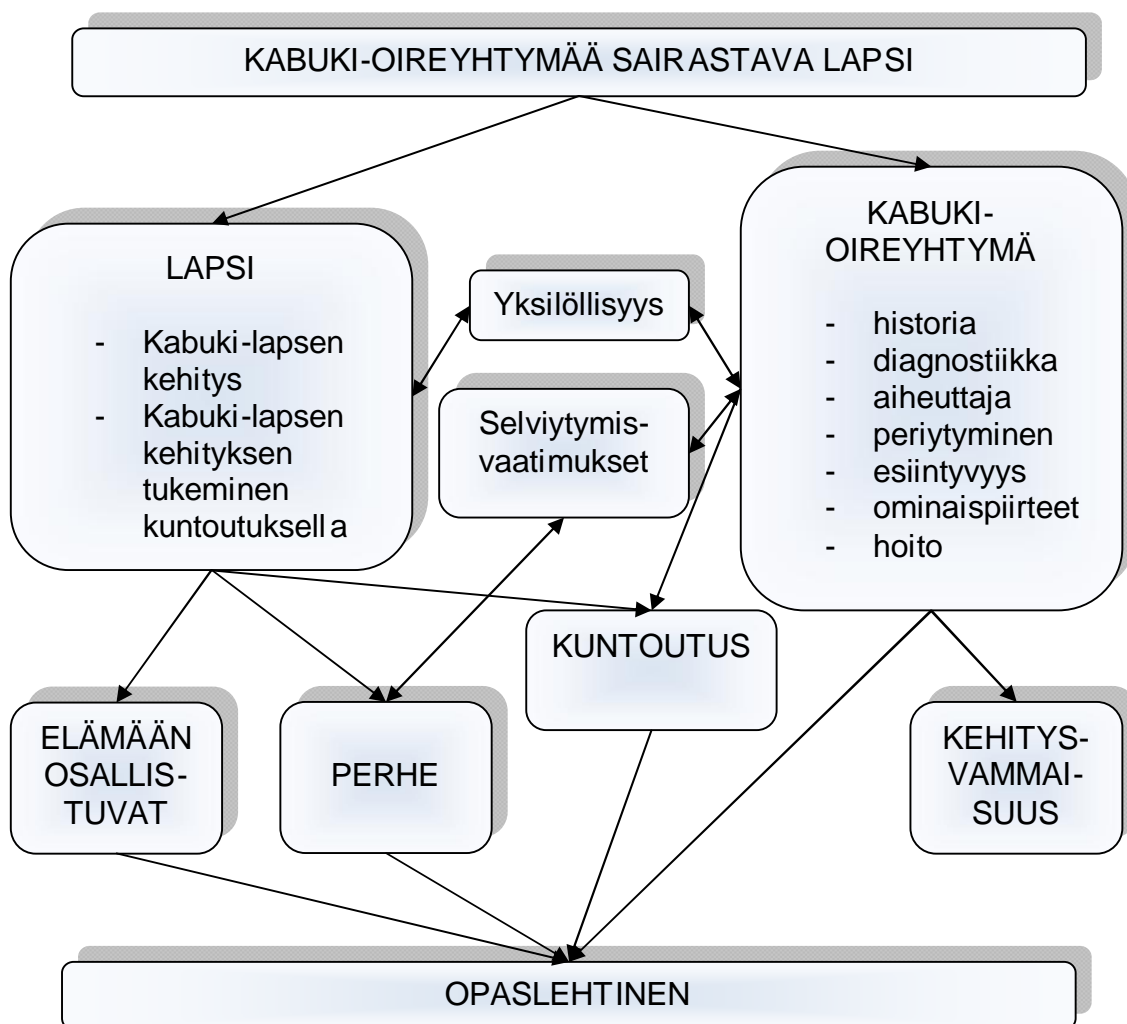 KABUKI-OIREYHTYMÄÄ SAIRASTAVA LAPSI
LAPSI
- Kabuki-lapsen
kehitys
- Kabuki-lapsen
kehityksen
tukeminen
kuntoutuksella
Yksilöllisyys
Selviytymis-
vaatimukset
KABUKI-
OIREYHTYMÄ
- historia
- diagnostiikka
- aiheuttaja
- periytyminen
- esiintyvyys
- ominaispiirteet
- hoito
KUNTOUTUS
ELÄMÄÄN
OSALLIS-
TUVAT
PERHE
KEHITYS-
VAMMAI-
SUUS
OPASLEHTINEN